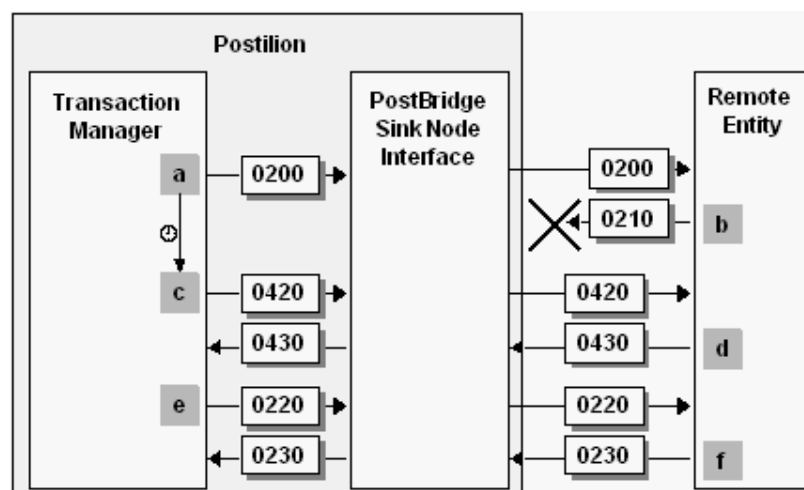 Postilion
Transaction
Manager
PostBridge
Sink Node
Interface
Remote
Entity
a 0200 0200
0210 b
c 0420 0420
0430 0430 d
e 0220 0220
0230 0230 f